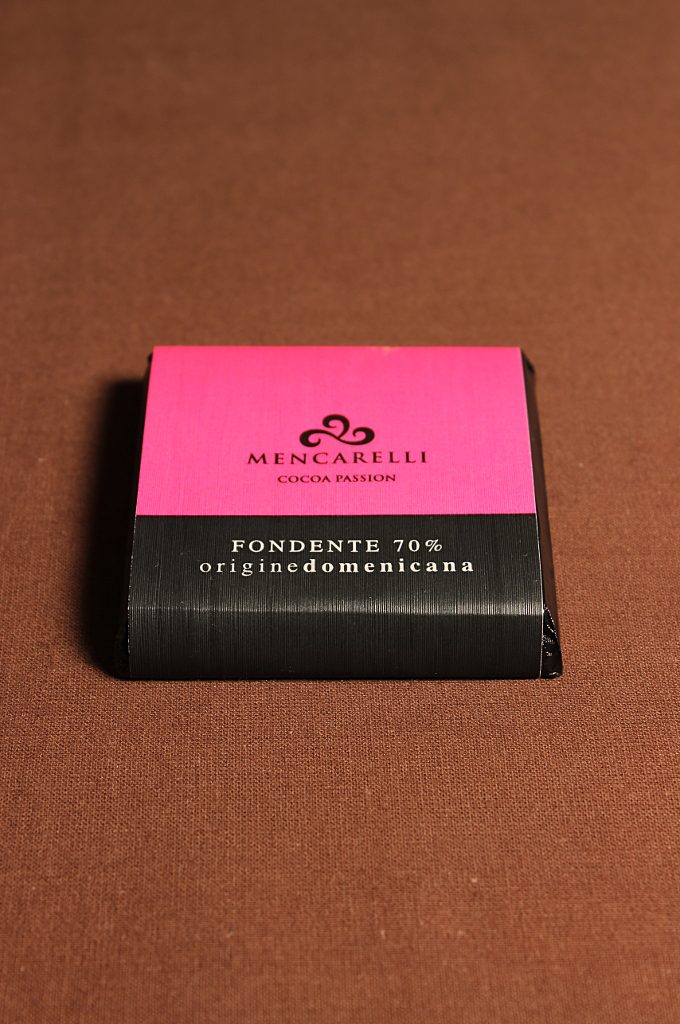 MENCARELLI
COCOA PASSION
FONDENTE 70%
originedomenicana